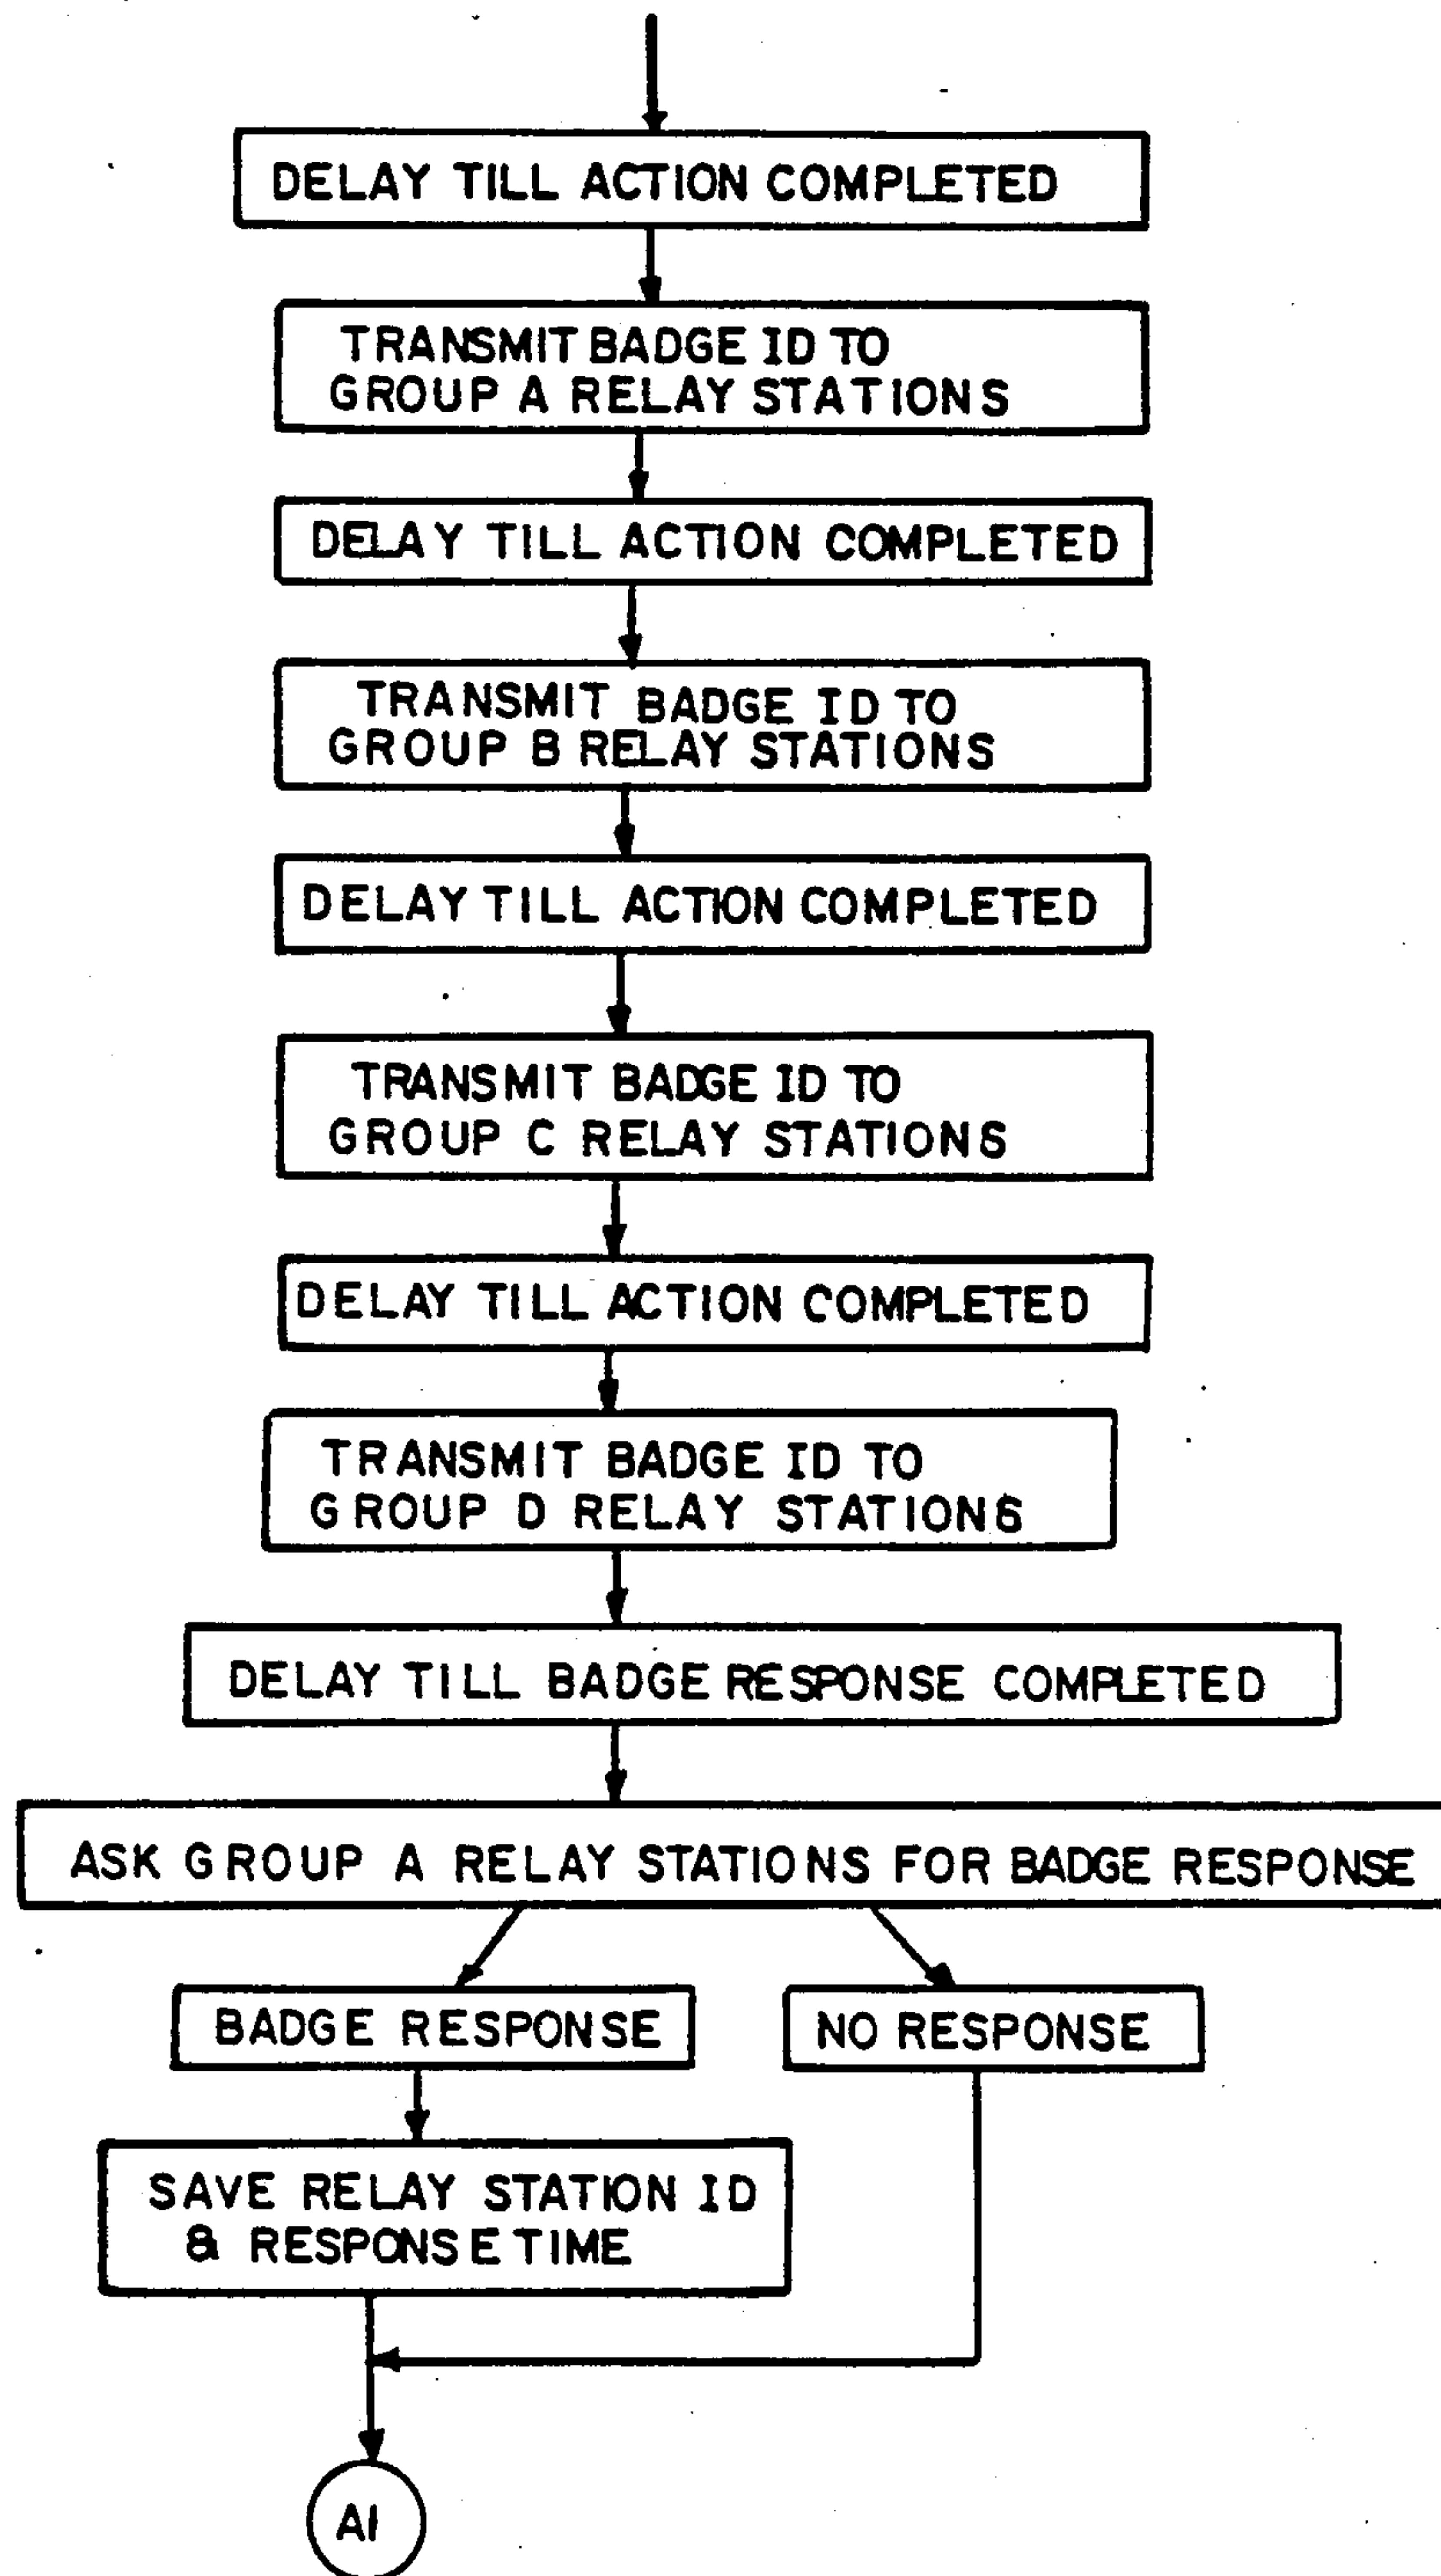 DELAY TILL ACTION COMPLETED
TRANSMIT BADGE ID TO
GROUP A RELAY STATIONS
DELAY TILL ACTION COMPLETED
TRANSMIT BADGE ID TO
GROUP B RELAY STATIONS
DELAY TILL ACTION COMPLETED
TRANSMIT BADGE ID TO
GROUP C RELAY STATIONS
DELAY TILL ACTION COMPLETED
TRANSMIT BADGE ID TO
GROUP D RELAY STATIONS
DELAY TILL BADGE RESPONSE COMPLETED
ASK GROUP A RELAY STATIONS FOR BADGE RESPONSE
BADGE RESPONSE
NO RESPONSE
SAVE RELAY STATION ID
& RESPONSE TIME
A1